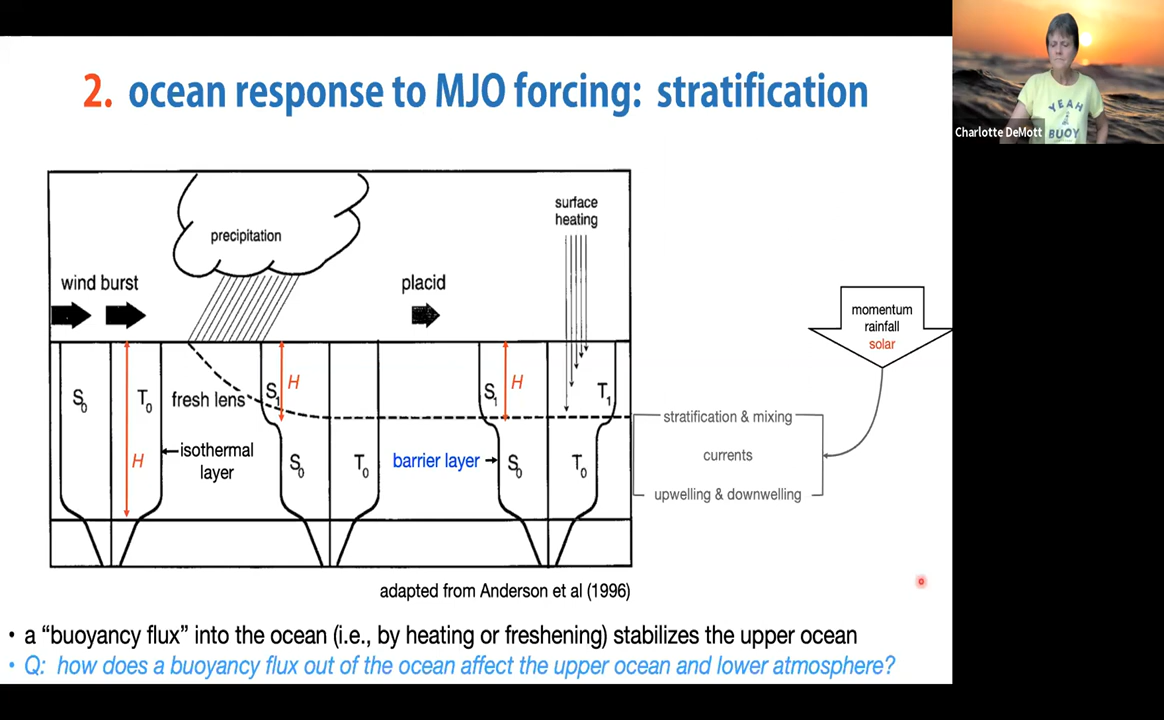 2. ocean response to MJO forcing: stratification
YEAH
BUOY
Charlotte DeMott
surface
heating
precipitation
wind burst
placid
momentum
rainfall
solar
S0
T0
H
fresh lens
isothermal
layer
S1
H
S0
T0
barrier layer
S1
H
S0
T1
T0
stratification & mixing
currents
upwelling & downwelling
adapted from Anderson et al (1996)
• a “buoyancy flux” into the ocean (i.e., by heating or freshening) stabilizes the upper ocean
• Q: how does a buoyancy flux out of the ocean affect the upper ocean and lower atmosphere?